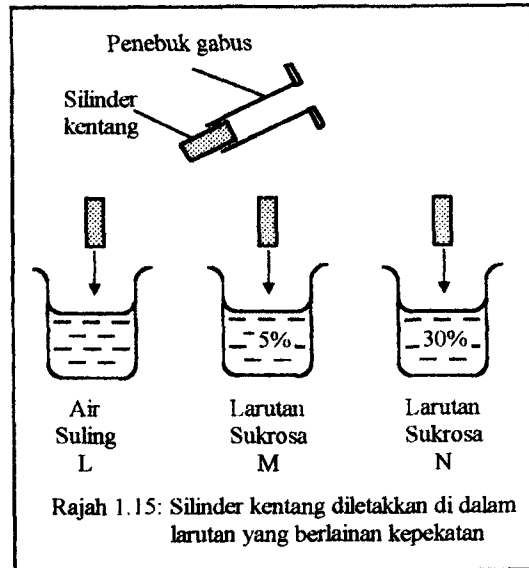 Penebuk gabus
Silinder
kentang
5%
30%
Air
Suling
L
Larutan
Sukrosa
M
Larutan
Sukrosa
N
Rajah 1.15: Silinder kentang diletakkan di dalam
larutan yang berlainan kepekatan